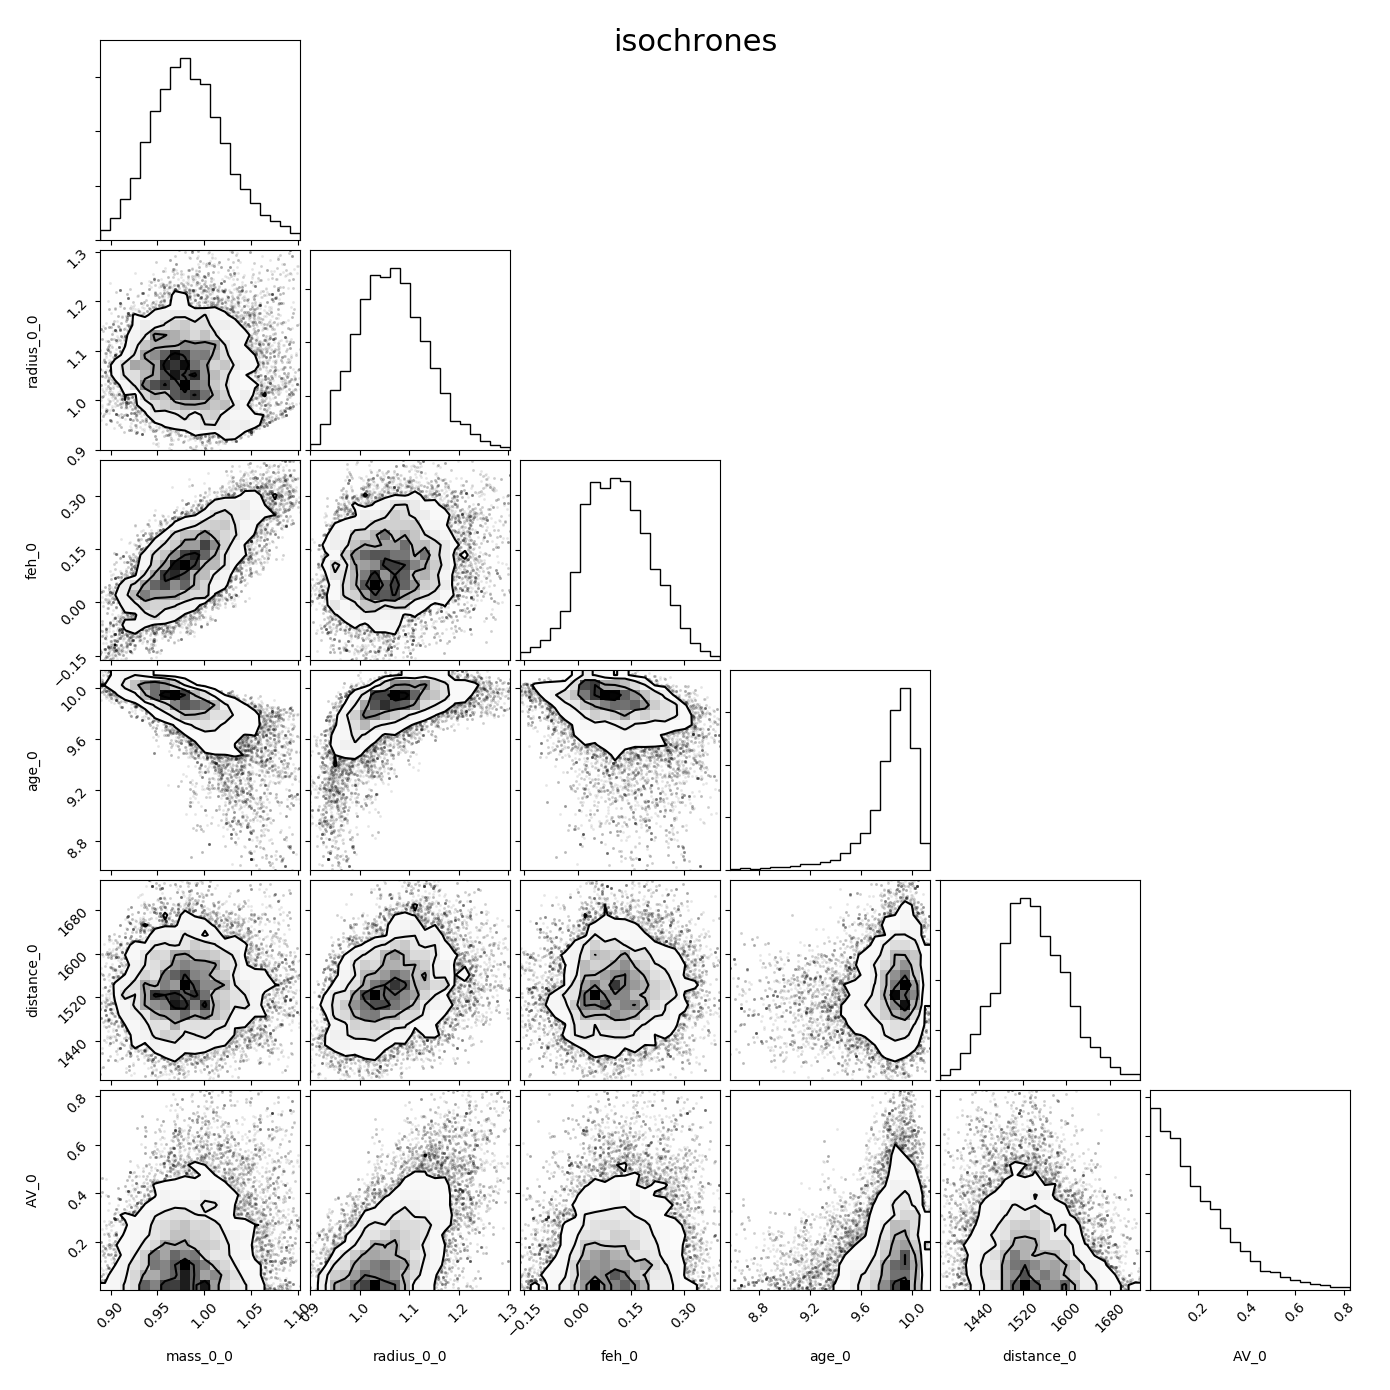 isochrones
1.3
1.2
1.1
1.0
0.9
radius_0_0
0.30
0.15
0.00
−0.15
feh_0
10.0
9.6
9.2
8.8
age_0
1680
1600
1520
1440
distance_0
0.8
0.6
0.4
0.2
AV_0
0.90 0.95 1.00 1.05 1.10
0.9 1.0 1.1 1.2 1.3
−0.15 0.00 0.15 0.30
8.8 9.2 9.6 10.0
1440 1520 1600 1680
0.2 0.4 0.6 0.8
mass_0_0 radius_0_0 feh_0 age_0 distance_0 AV_0